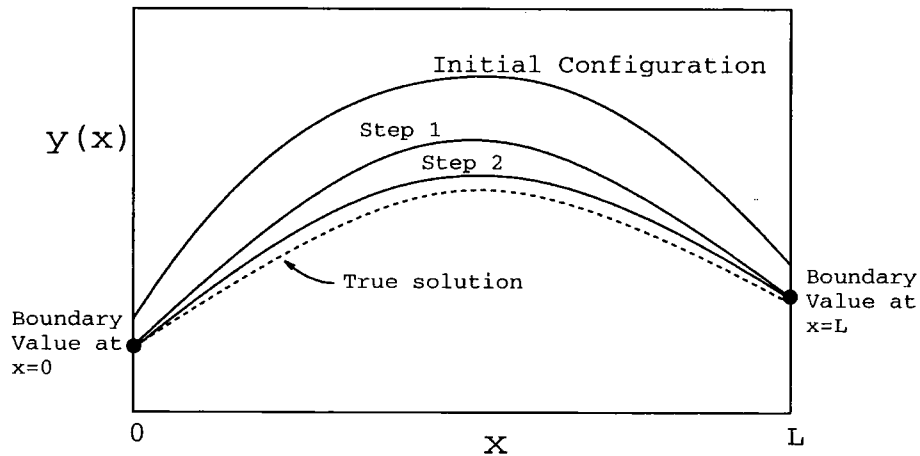 Initial Configuration
y(x)
Step 1
Step 2
True solution
Boundary
Value at
x=0
Boundary
Value at
x=L
0
x
L